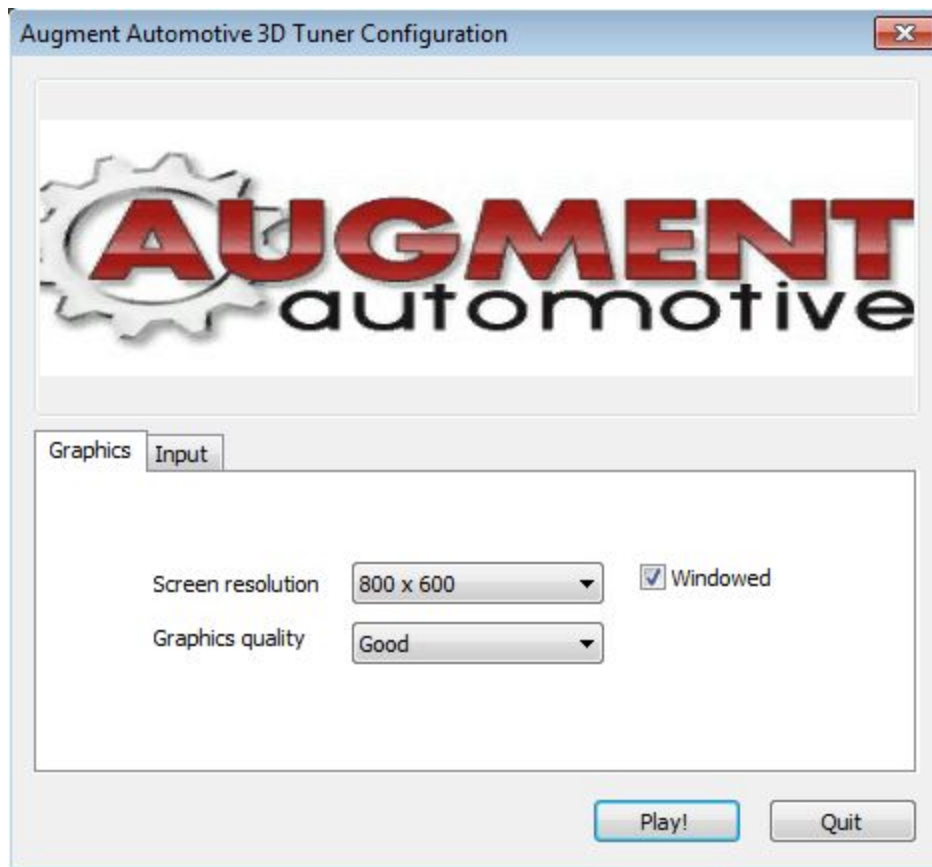 Augment Automotive 3D Tuner Configuration
AUGMENT
automotive
Graphics
Input
Screen resolution
800 x 600
Windowed
Graphics quality
Good
Play!
Quit